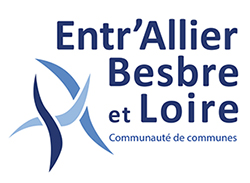 Entr'Allier
Besbre
et Loire
Communauté de communes